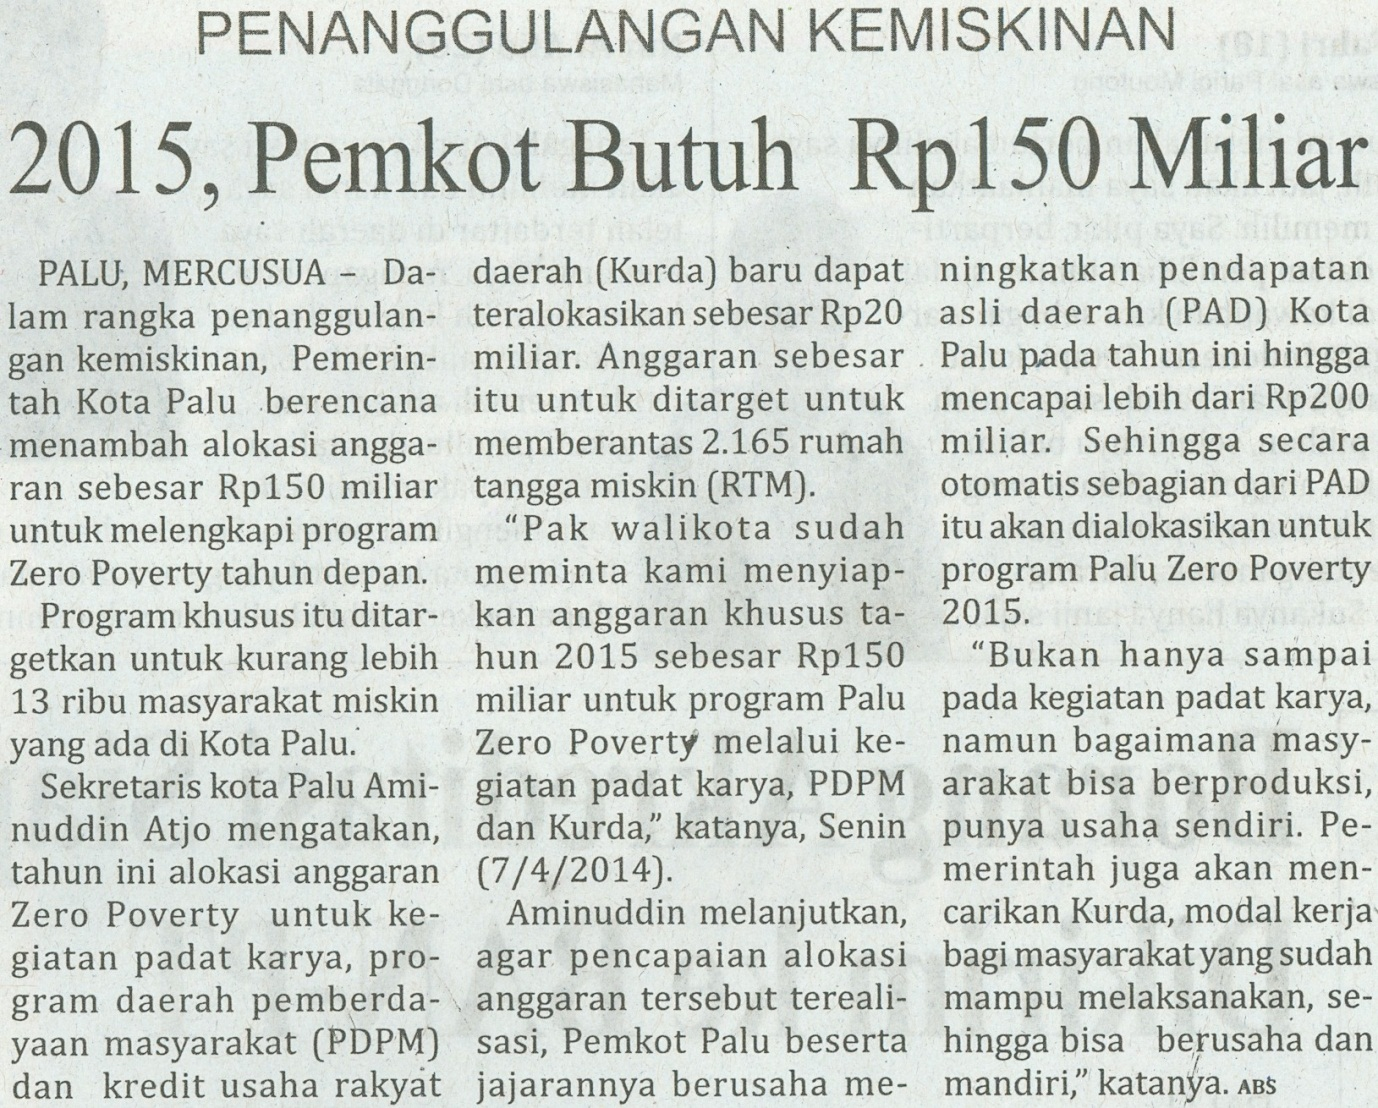 PENANGGULANGAN KEMISKINAN
2015, Pemkot Butuh Rp150 Miliar
PALU, MERCUSUA - Da-
lam rangka penanggulan-
gan kemiskinan, Pemerin-
tah Kota Palu berencana
menambah alokasi angga-
ran sebesar Rp150 miliar
untuk melengkapi program
Zero Poverty tahun depan.
Program khusus itu ditar-
getkan untuk kurang lebih
13 ribu masyarakat miskin
yang ada di Kota Palu.
Sekretaris kota Palu Ami-
nuddin Atjo mengatakan,
tahun ini alokasi anggaran
Zero Poverty untuk ke-
giatan padat karya, pro-
gram daerah pemberda-
yaan masyarakat (PDPM)
dan kredit usaha rakyat
daerah (Kurda) baru dapat
teralokasikan sebesar Rp20
miliar. Anggaran sebesar
itu untuk ditarget untuk
memberantas 2.165 rumah
tangga miskin (RTM).
“Pak walikota sudah
meminta kami menyiap-
kan anggaran khusus ta-
hun 2015 sebesar Rp150
miliar untuk program Palu
Zero Poverty melalui ke-
giatan padat karya, PDPM
dan Kurda,” katanya, Senin
(7/4/2014).
Aminuddin melanjutkan,
agar pencapaian alokasi
anggaran tersebut tereali-
sasi, Pemkot Palu beserta
jajarannya berusaha me-
ningkatkan pendapatan
asli daerah (PAD) Kota
Palu pada tahun ini hingga
mencapai lebih dari Rp200
miliar. Sehingga secara
otomatis sebagian dari PAD
itu akan dialokasikan untuk
program Palu Zero Poverty
2015.
“Bukan hanya sampai
pada kegiatan padat karya,
namun bagaimana masy-
arakat bisa berproduksi,
punya usaha sendiri. Pe-
merintah juga akan men-
carikan Kurda, modal kerja
bagi masyarakat yang sudah
mampu melaksanakan, se-
hingga bisa berusaha dan
mandiri,” katanya. ABS